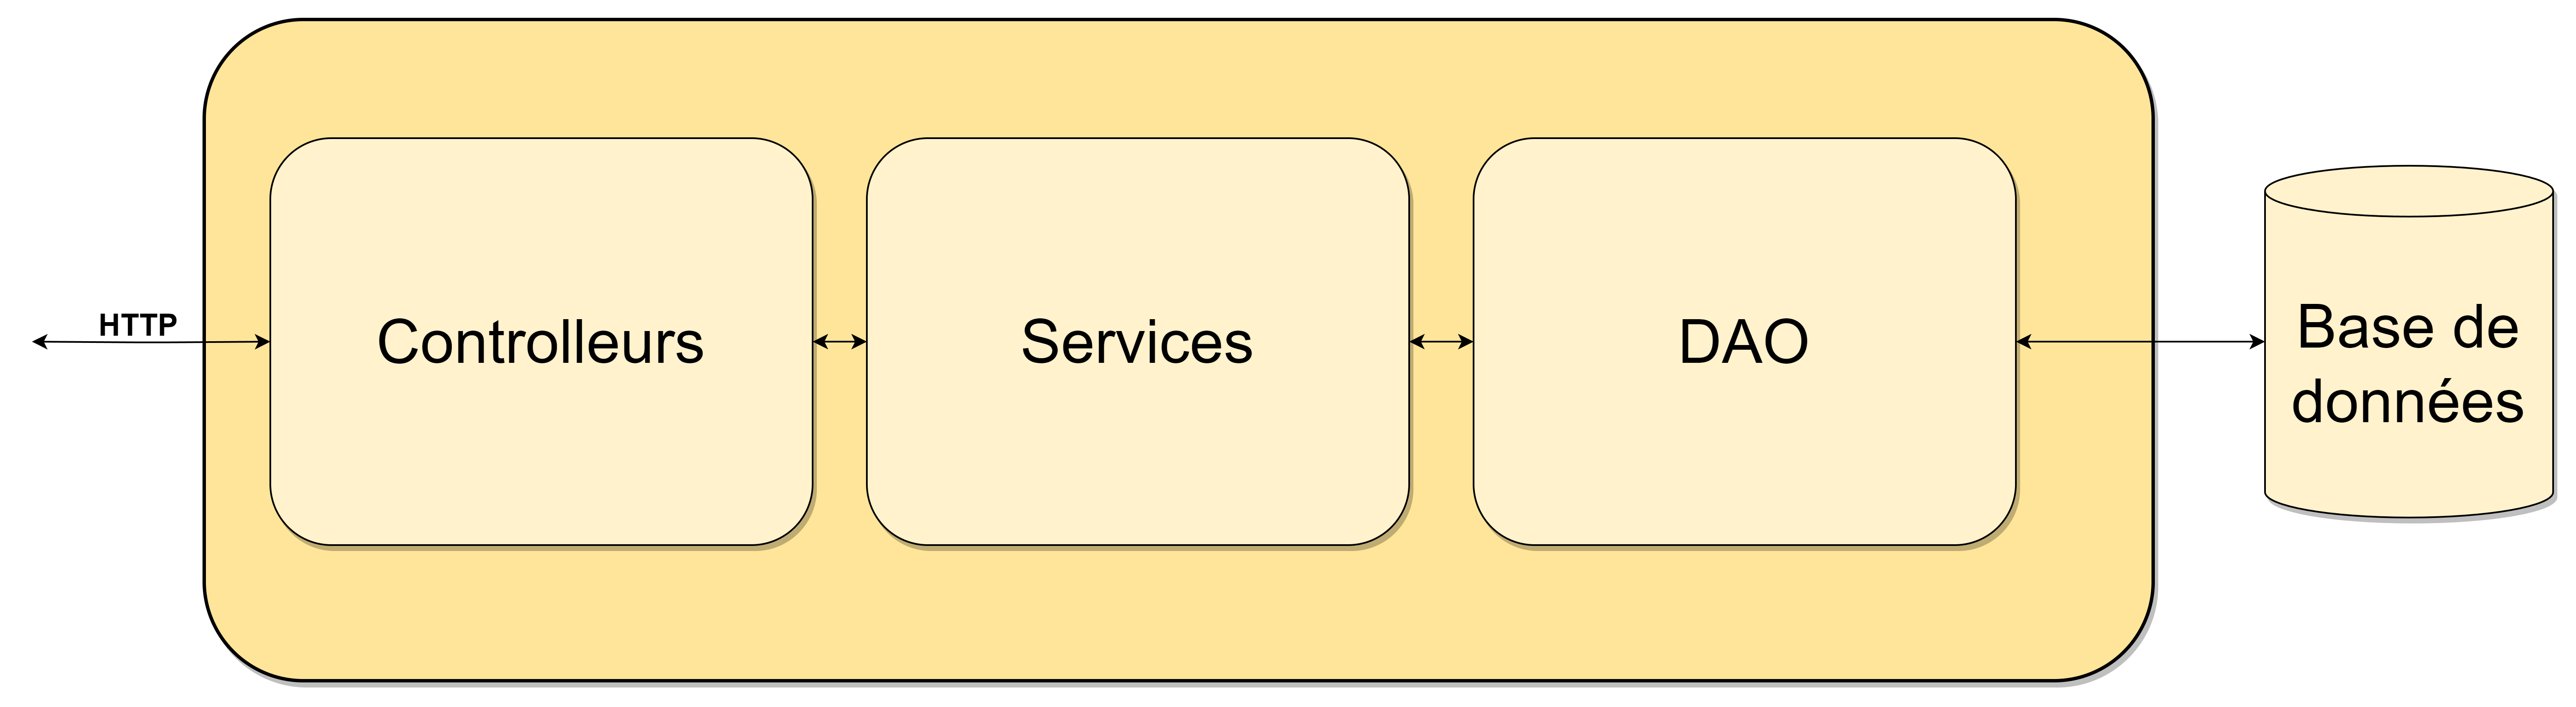 HTTP
Controlleurs
Services
DAO
Base de
données